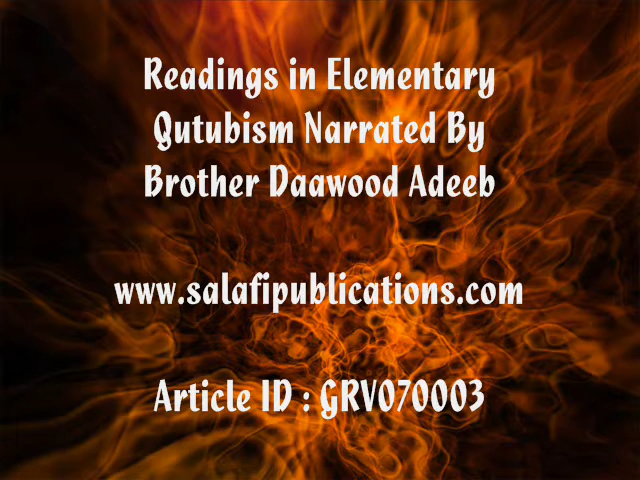 Readings in Elementary
Qutubism Narrated By
Brother Daawood Adeeb
www.salafipublications.com
Article ID : GRV070003